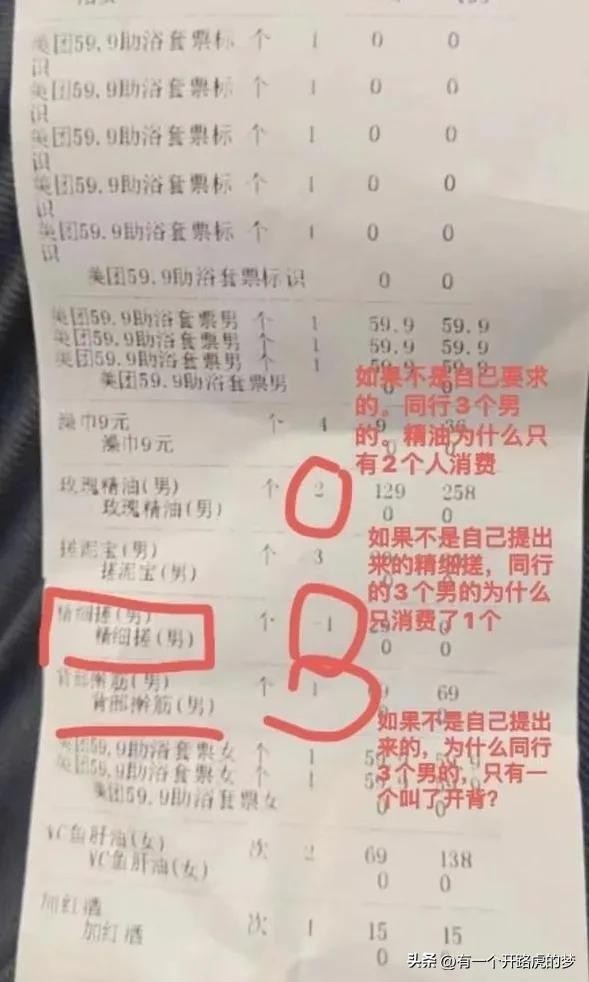 美团59.9助浴套票标 个 1 0 0
识
美团59.9助浴套票标 个 1 0 0
识
美团59.9助浴套票标 个 1 0 0
识
美团59.9助浴套票标 个 1 0 0
识
美团59.9助浴套票标 个 1 0 0
识
美团59.9助浴套票标识 0 0
美团59.9助浴套票男 个 1 59.9 59.9
美团59.9助浴套票男 个 1 59.9 59.9
美团59.9助浴套票男 个 1 59.9 59.9
美团59.9助浴套票男
如果不是自已要求
的。同行3个男
的。精油为什么只
有2个人消费
澡巾9元 个 4 9 36
澡巾9元
玫瑰精油(男) 个 2 129 258
玫瑰精油(男) 0 0
搓泥宝(男) 个 3
搓泥宝(男)
如果不是自己提出
来的精细搓，同行
的3个男的为什么
只消费了1个
精细搓(男) 个 1
精细搓(男) 0 0
背部擀筋(男) 个 1 69
背部擀筋(男)
如果不是自己提出
来的，为什么同行
3个男的，只有一
个叫了开背?
美团59.9助浴套票女 个 1
美团59.9助浴套票女 个 1
美团59.9助浴套票女
VC鱼肝油(女) 次 2 69 138
VC鱼肝油(女) 0 0
加红酒 次 1 15 15
加红酒 0
头条 @有一个开路虎的梦